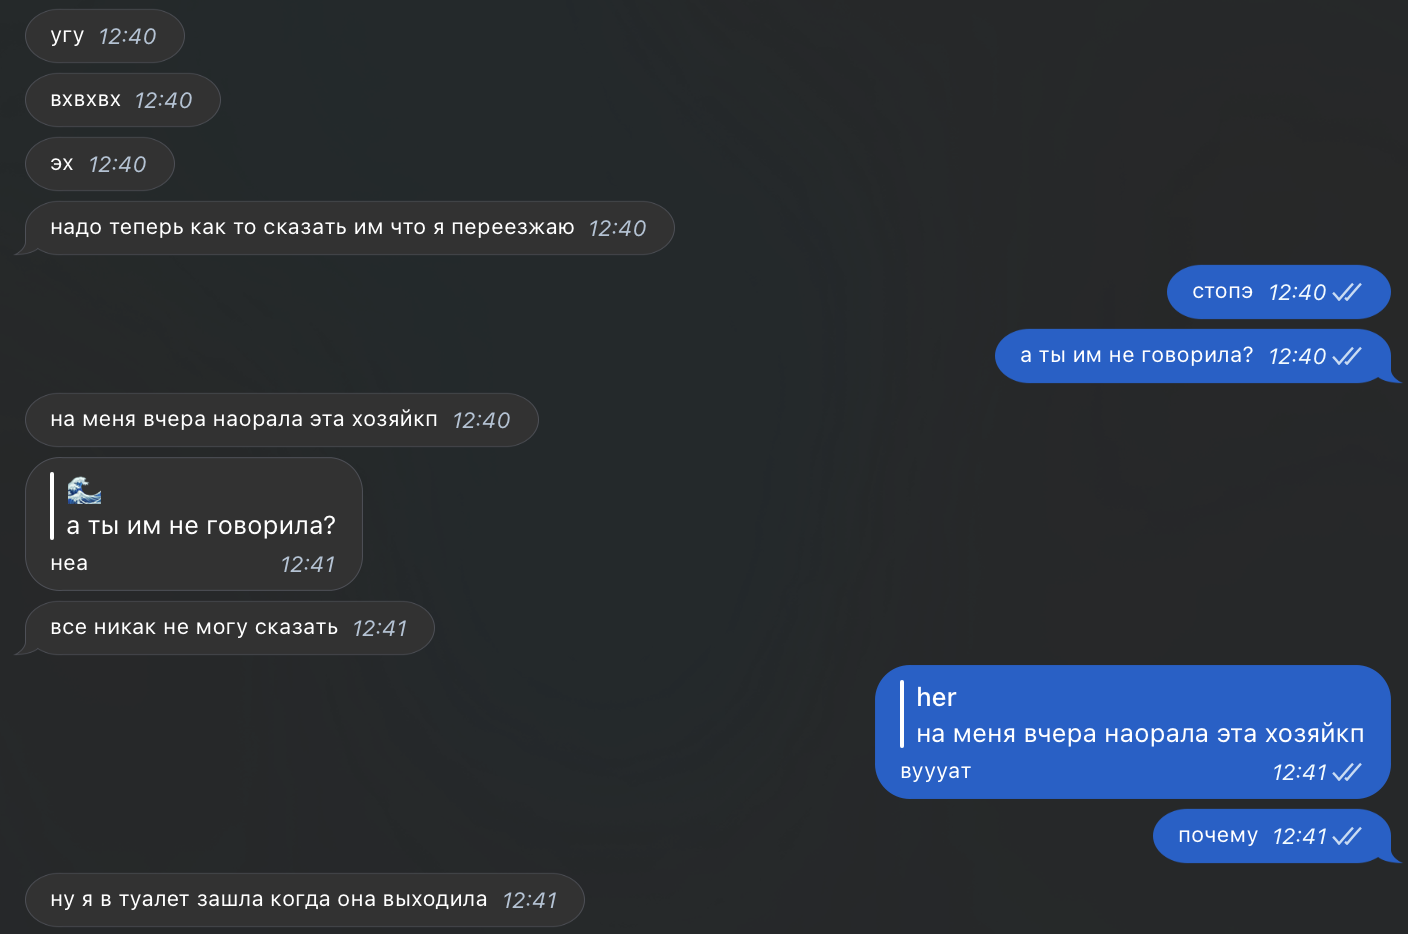 угу 12:40
вхвхвх 12:40
эх 12:40
надо теперь как то сказать им что я переезжаю 12:40
стопэ 12:40
а ты им не говорила? 12:40
на меня вчера наорала эта хозяйкп 12:40
🌊
а ты им не говорила?
неа 12:41
все никак не могу сказать 12:41
her
на меня вчера наорала эта хозяйкп
вуууат 12:41
почему 12:41
ну я в туалет зашла когда она выходила 12:41